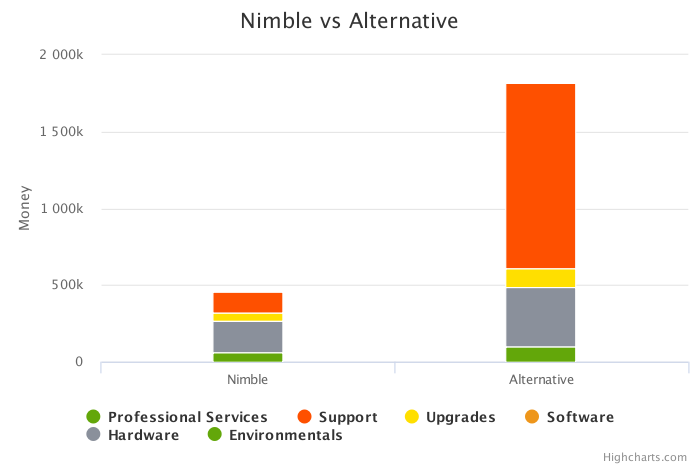 Nimble vs Alternative
2 000k
1 500k
1 000k
500k
0
Money
Nimble
Alternative
Professional Services Support Upgrades Software
Hardware Environmentals
Highcharts.com